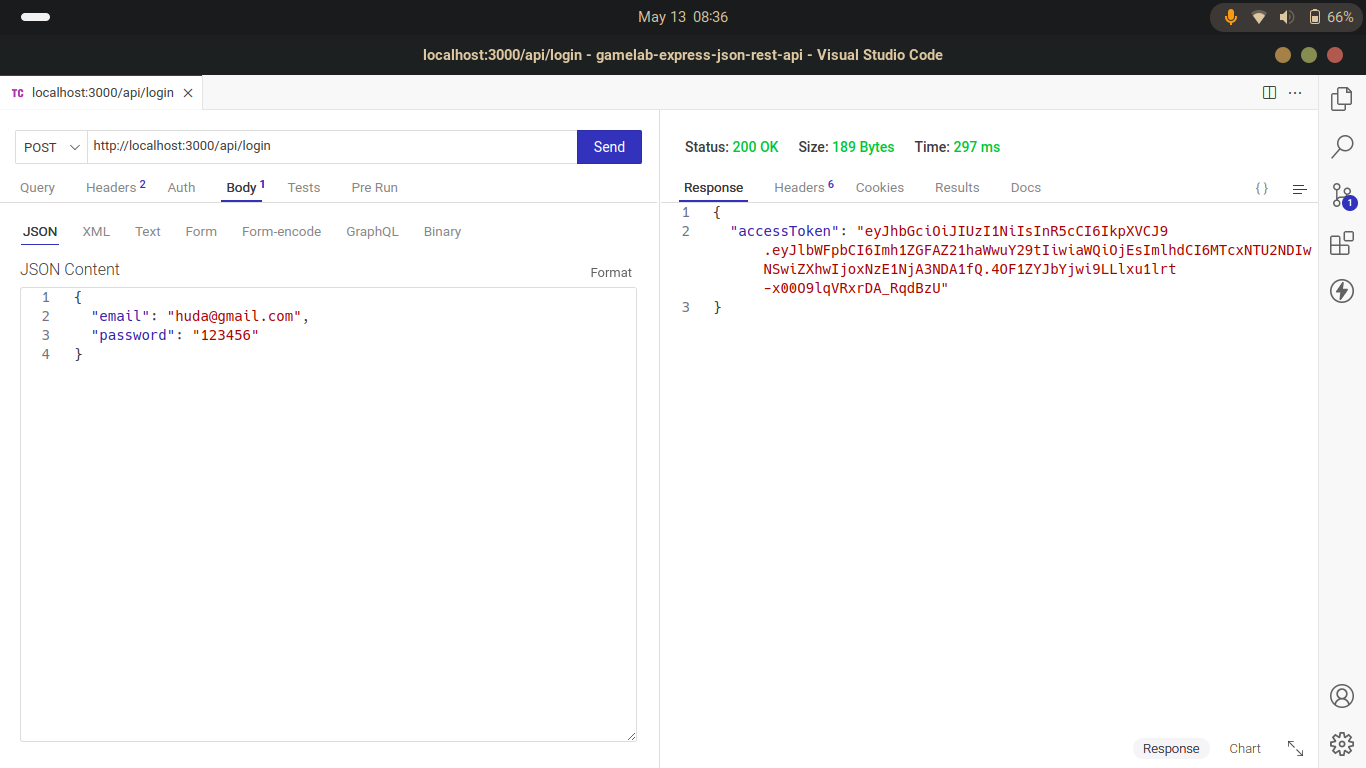 May 13 08:36
66%
localhost:3000/api/login - gamelab-express-json-rest-api - Visual Studio Code
TC localhost:3000/api/login
POST http://localhost:3000/api/login Send
Query Headers 2 Auth Body 1 Tests Pre Run
JSON XML Text Form Form-encode GraphQL Binary
JSON Content
Format
1 {
2 "email": "huda@gmail.com",
3 "password": "123456"
4 }
Status: 200 OK Size: 189 Bytes Time: 297 ms
Response Headers 6 Cookies Results Docs { }
1 {
2 "accessToken": "eyJhbGciOiJIUzI1NiIsInR5cCI6IkpXVCJ9
.eyJlbWFpbCI6Imh1ZGFAZ21haWwuY29tIiwiaWQiOjEsImlhdCI6MTcxNTU2NDIw
NSwiZXhwIjoxNzE1NjA3NDA1fQ.4OF1ZYJbYjwi9LLlxu1lrt
-x00O9lqVRxrDA_RqdBzU"
3 }
1
Response Chart